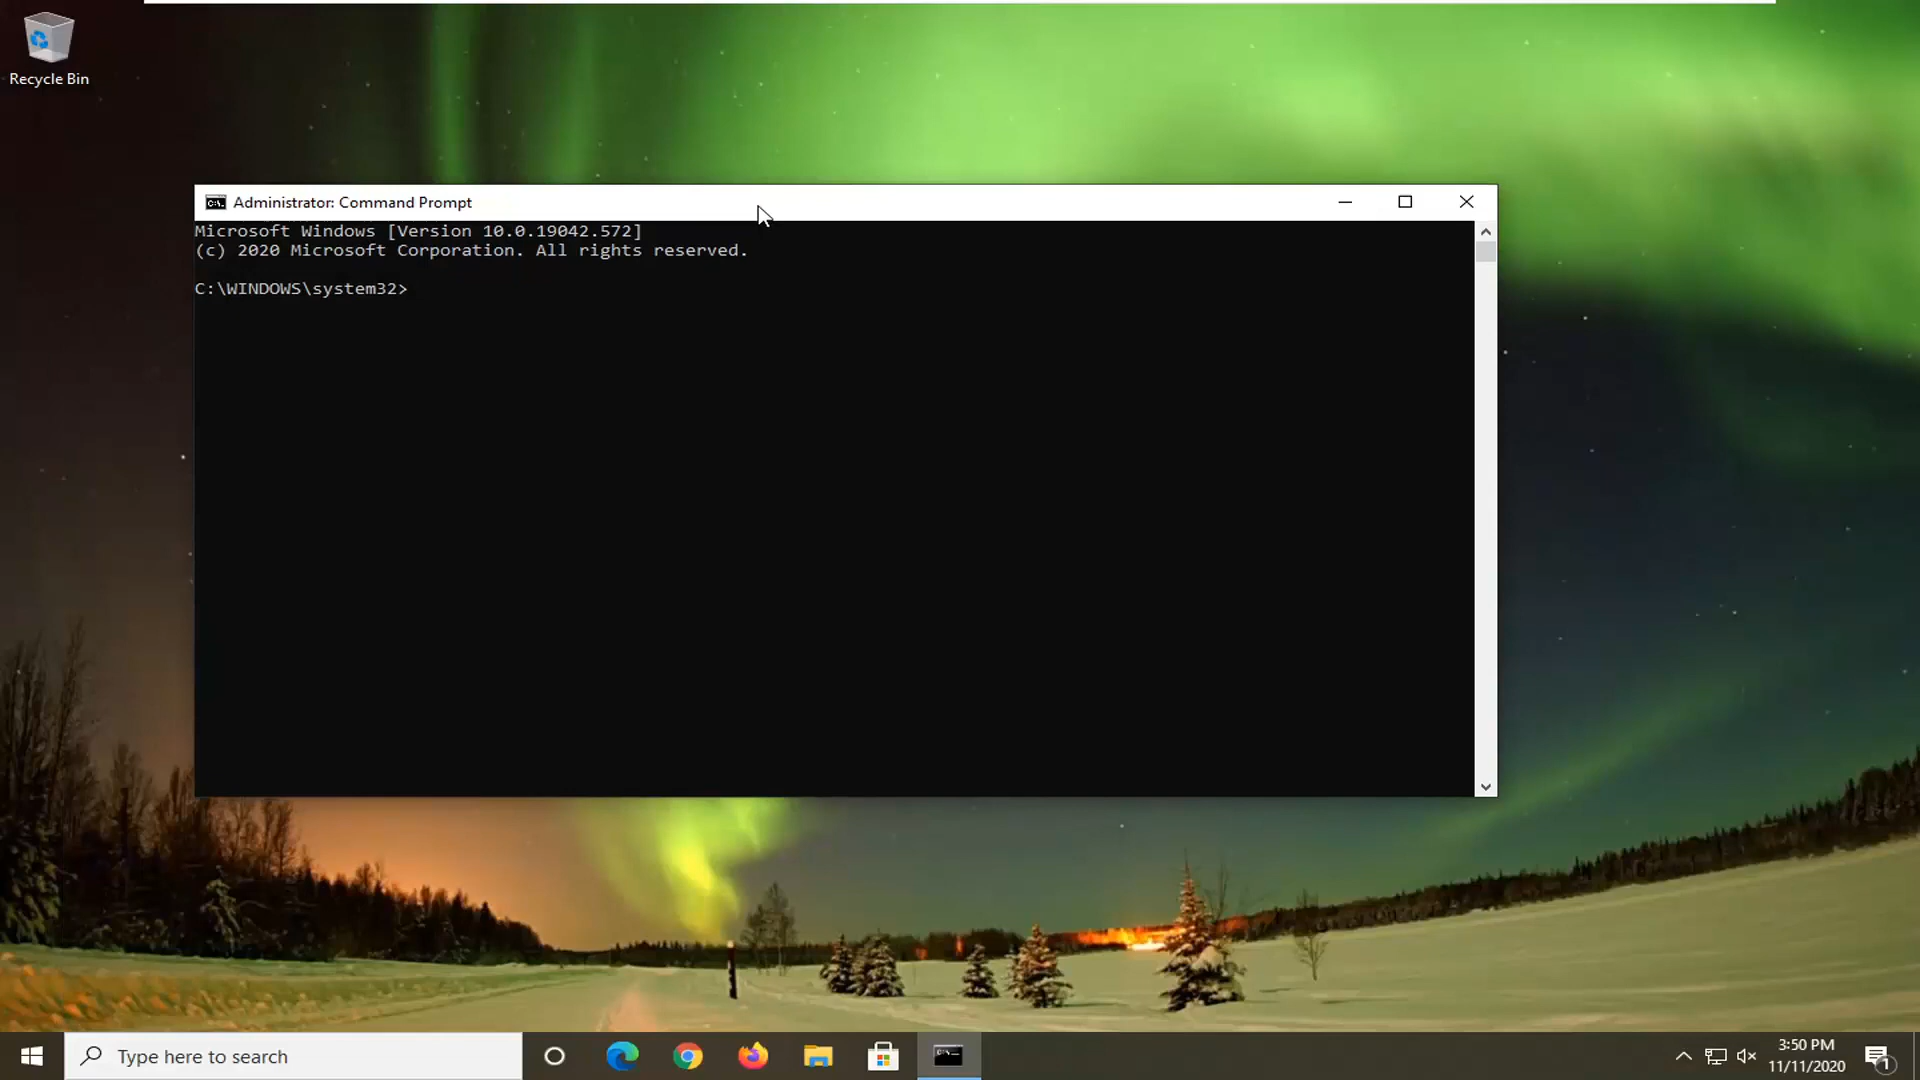 Recycle Bin
Administrator: Command Prompt
Microsoft Windows [Version 10.0.19042.572]
(c) 2020 Microsoft Corporation. All rights reserved.
C:\WINDOWS\system32>
Type here to search
3:50 PM
11/11/2020
1